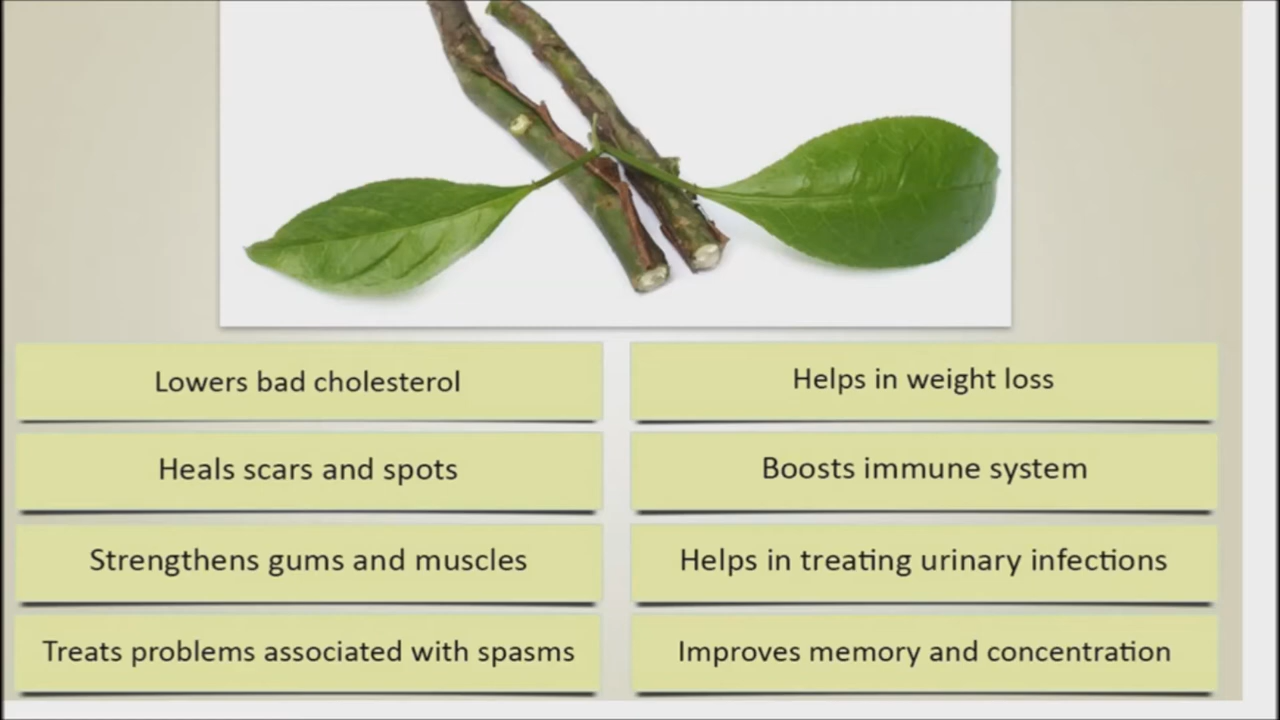 Lowers bad cholesterol
Helps in weight loss
Heals scars and spots
Boosts immune system
Strengthens gums and muscles
Helps in treating urinary infections
Treats problems associated with spasms
Improves memory and concentration